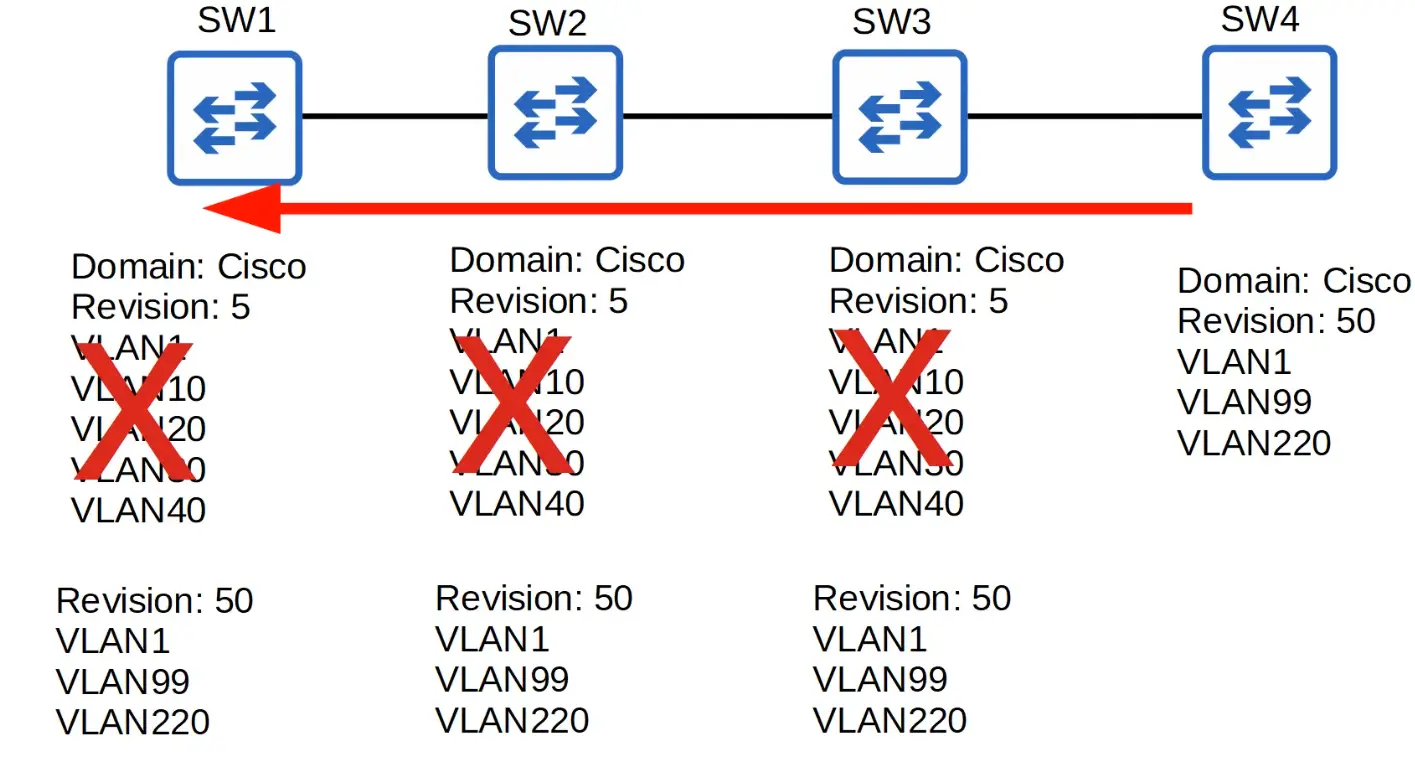 SW1
SW2
SW3
SW4
Domain: Cisco
Revision: 5
VLAN1
VLAN10
VLAN20
VLAN30
VLAN40
Domain: Cisco
Revision: 5
VLAN1
VLAN10
VLAN20
VLAN30
VLAN40
Domain: Cisco
Revision: 5
VLAN1
VLAN10
VLAN20
VLAN30
VLAN40
Domain: Cisco
Revision: 50
VLAN1
VLAN99
VLAN220
Revision: 50
VLAN1
VLAN99
VLAN220
Revision: 50
VLAN1
VLAN99
VLAN220
Revision: 50
VLAN1
VLAN99
VLAN220